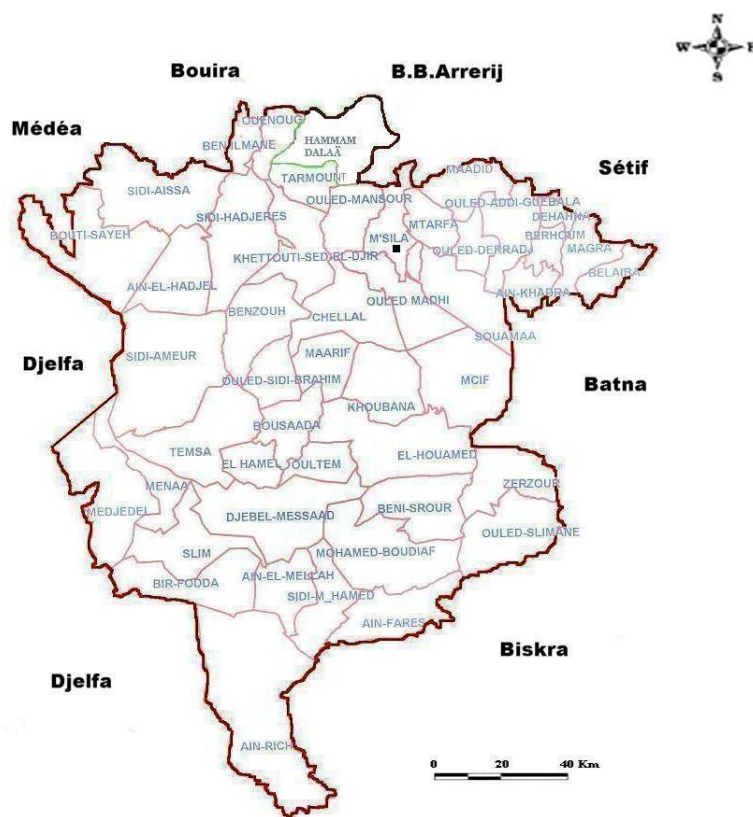 N
W E
S
Bouira
B.B.Arrerij
Médéa
Sétif
OUENOUG
BENILMANE
HAMMAM
DALAÄ
MAADID
TARMOUNT
SIDI-AISSA
OULED-MANSOUR
OULED-ADDI-GUEBALA
SIDI-HADJERES
DEHAHNA
MTARFA
BOUTI-SAYEH
M'SILA
BERHOUM
MAGRA
KHETTOUTI-SED-EL-DJIR
OULED-DERRADJ
BELAIBA
AIN-EL-HADJEL
AIN-KHADRA
OULED MADHI
BENZOUH
CHELLAL
SOUAMAA
Djelfa
SIDI-AMEUR
MAARIF
OULED-SIDI-BRAHIM
MCIF
Batna
KHOUBANA
BOUSAADA
TEMSA
EL-HOUAMED
EL HAMEL
OULTEM
MENAA
ZERZOUR
MEDJEDEL
DJEBEL-MESSAAD
BENI-SROUR
OULED-SLIMANE
SLIM
MOHAMED-BOUDIAF
BIR-FODDA
AIN-EL-MELLAH
SIDI-M_HAMED
AIN-FARES
Biskra
Djelfa
AIN-RICH
0 20 40 Km